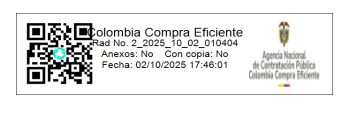 Colombia Compra Eficiente
Rad No. 2_2025_10_02_010404
Anexos: No Con copia: No
Fecha: 02/10/2025 17:46:01
Agencia Nacional
de Contratación Pública
Colombia Compra Eficiente